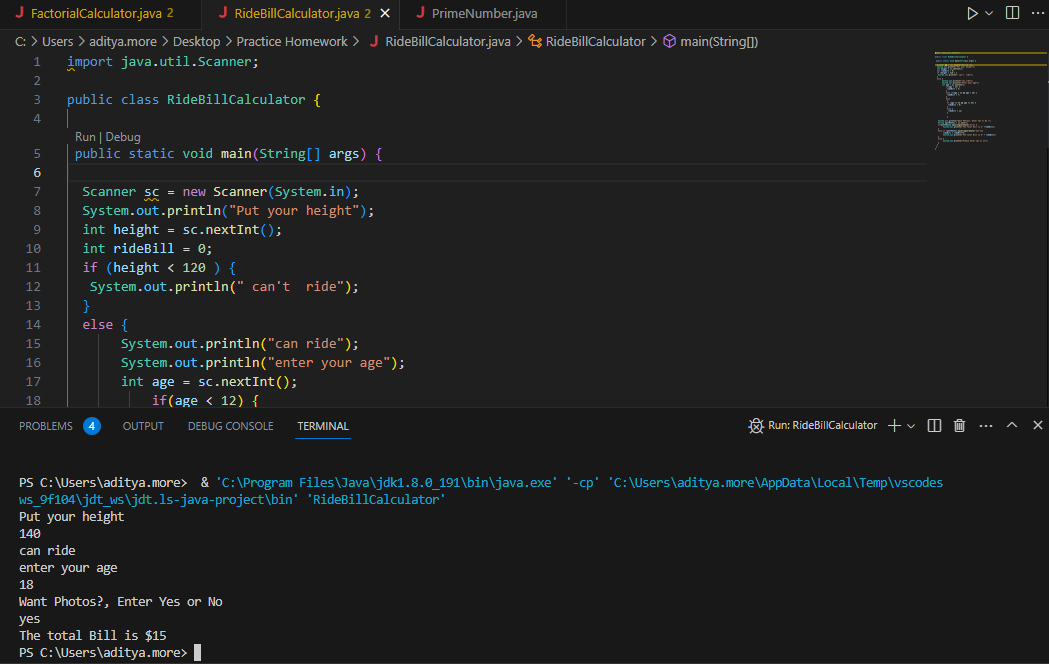 FactorialCalculator.java 2 RideBillCalculator.java 2 PrimeNumber.java
C: > Users > aditya.more > Desktop > Practice Homework > RideBillCalculator.java > RideBillCalculator > main(String[])
1 import java.util.Scanner;
2
3 public class RideBillCalculator {
4
Run | Debug
5 public static void main(String[] args) {
6
7 Scanner sc = new Scanner(System.in);
8 System.out.println("Put your height");
9 int height = sc.nextInt();
10 int rideBill = 0;
11 if (height < 120 ) {
12 System.out.println(" can't  ride");
13 }
14 else {
15 System.out.println("can ride");
16 System.out.println("enter your age");
17 int age = sc.nextInt();
18 if(age < 12) {
PROBLEMS 4 OUTPUT DEBUG CONSOLE TERMINAL Run: RideBillCalculator
PS C:\Users\aditya.more>  & 'C:\Program Files\Java\jdk1.8.0_191\bin\java.exe' '-cp' 'C:\Users\aditya.more\AppData\Local\Temp\vscodes
ws_9f104\jdt_ws\jdt.ls-java-project\bin' 'RideBillCalculator'
Put your height
140
can ride
enter your age
18
Want Photos?, Enter Yes or No
yes
The total Bill is $15
PS C:\Users\aditya.more>